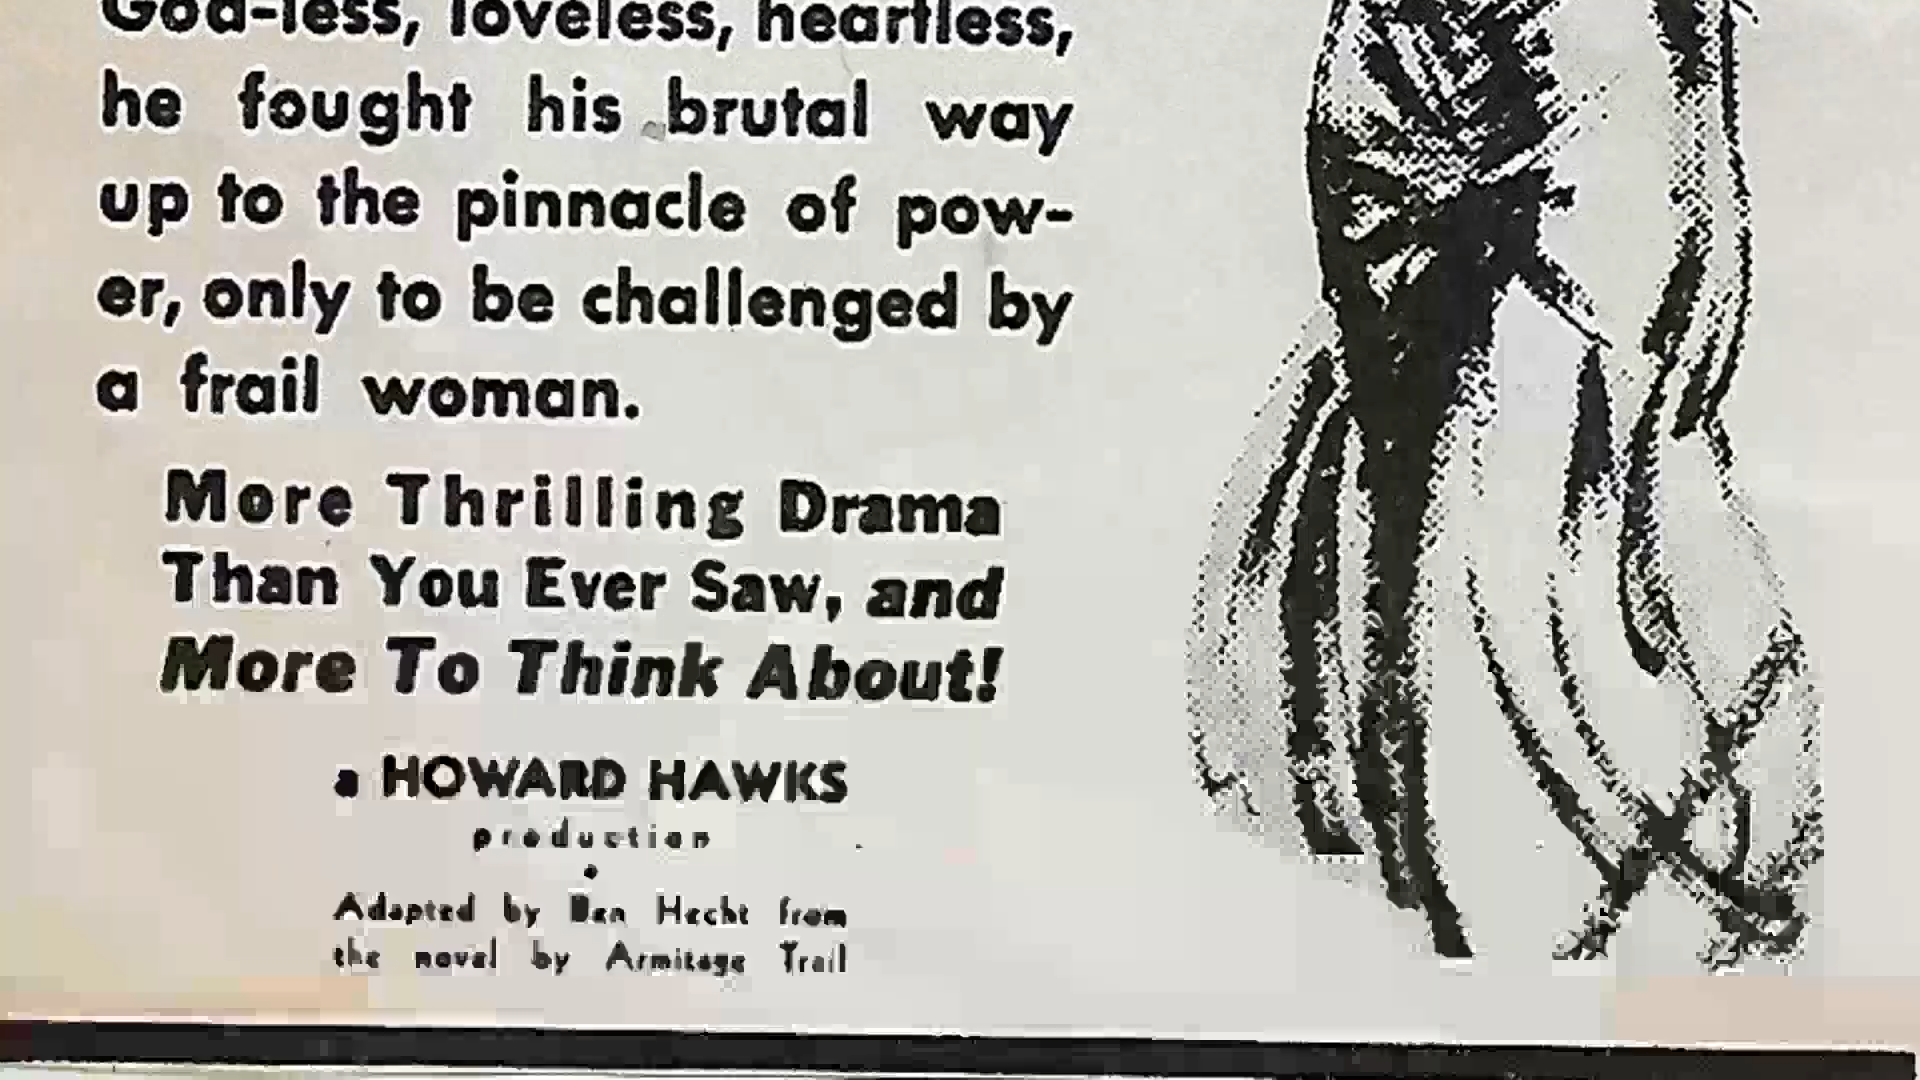 God-less, loveless, heartless,
he fought his brutal way
up to the pinnacle of pow-
er, only to be challenged by
a frail woman.
More Thrilling Drama
Than You Ever Saw, and
More To Think About!
a HOWARD HAWKS
production
Adapted by Ben Hecht from
the novel by Armitage Trail